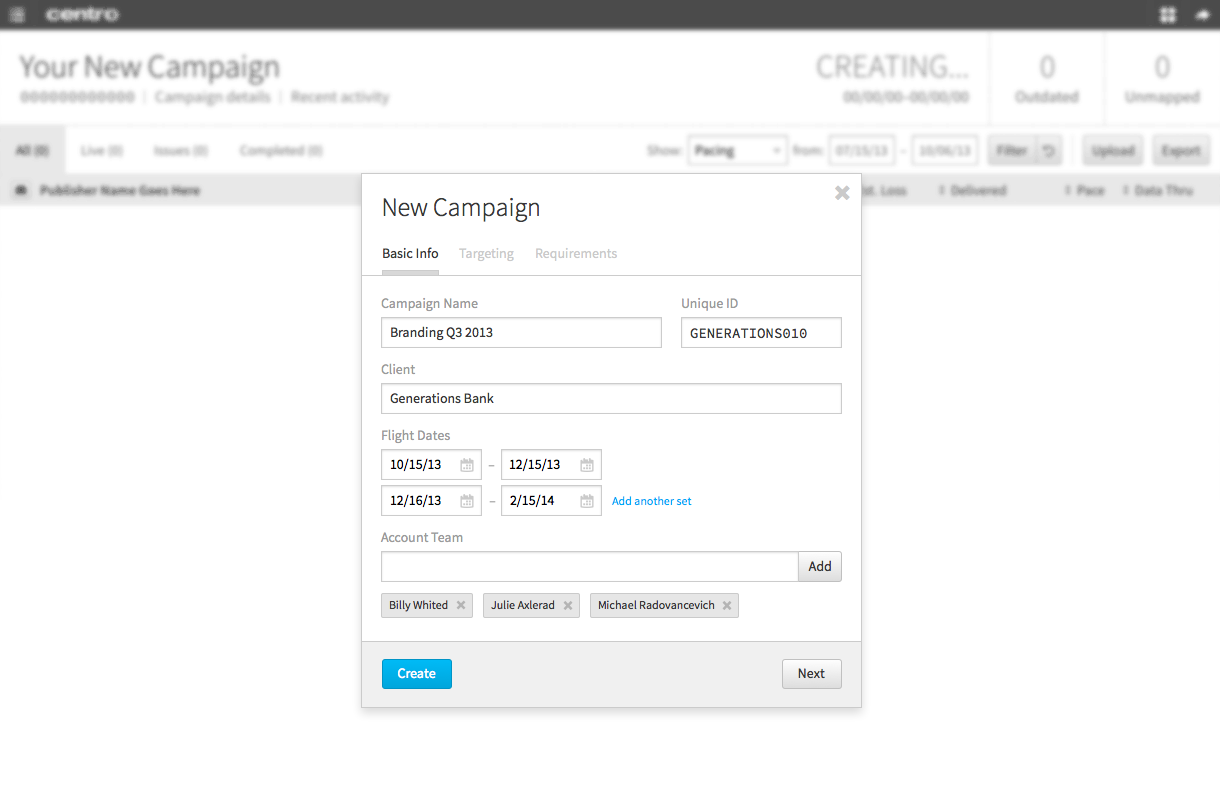 centro
Your New Campaign
CREATING...
0
0
000000000000 | Campaign details | Recent activity
00/00/00–00/00/00
Outdated
Unmapped
All (0)
Live (0)
Issues (0)
Completed (0)
Show: Pacing from: 07/15/13 - 10/06/13 Filter
Upload
Export
Publisher Name Goes Here
Est. Loss
Delivered
Pace
Data Thru
New Campaign
Basic Info
Targeting
Requirements
Campaign Name
Unique ID
Branding Q3 2013
GENERATIONS010
Client
Generations Bank
Flight Dates
10/15/13 – 12/15/13
12/16/13 – 2/15/14 Add another set
Account Team
Add
Billy Whited
Julie Axlerad
Michael Radovancevich
Create
Next